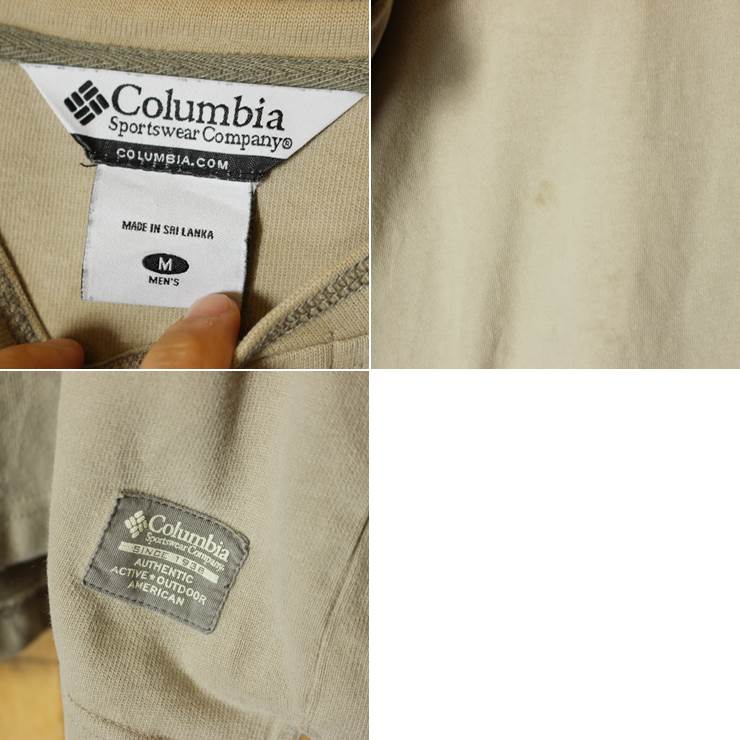 Columbia
Sportswear Company®
COLUMBIA.COM
MADE IN SRI LANKA
M
MEN'S
Columbia
Sportswear Company
SINCE 1938
AUTHENTIC
ACTIVE★OUTDOOR
AMERICAN